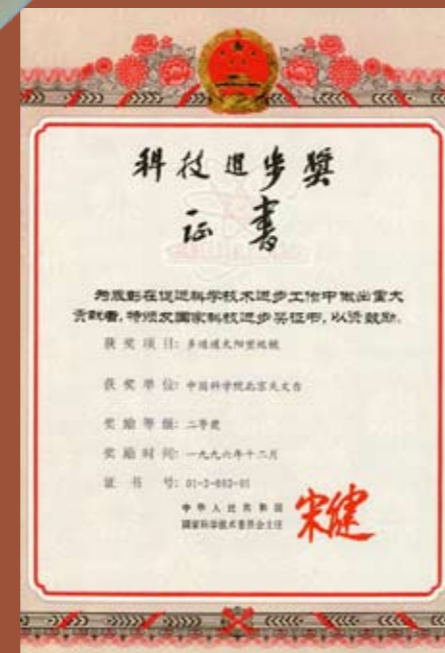 科技進步獎
证書
为表彰在促进科学技术进步工作中做出重大
贡献者，特颁发国家科技进步奖证书，以资鼓励。
获奖项目：多通道太阳望远镜
获奖单位：中国科学院北京天文台
奖励等级：二等奖
奖励时间：一九九六年十二月
证书号：01-2-002-01
中华人民共和国
國家科学技术委员会主任
宋健